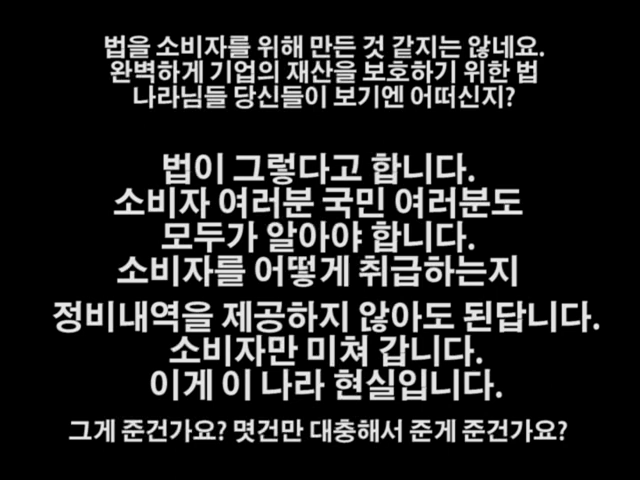 법을 소비자를 위해 만든 것 같지는 않네요.
완벽하게 기업의 재산을 보호하기 위한 법
나라님들 당신들이 보기엔 어떠신지?
법이 그렇다고 합니다.
소비자 여러분 국민 여러분도
모두가 알아야 합니다.
소비자를 어떻게 취급하는지
정비내역을 제공하지 않아도 된답니다.
소비자만 미쳐 갑니다.
이게 이 나라 현실입니다.
그게 준건가요? 몇건만 대충해서 준게 준건가요?